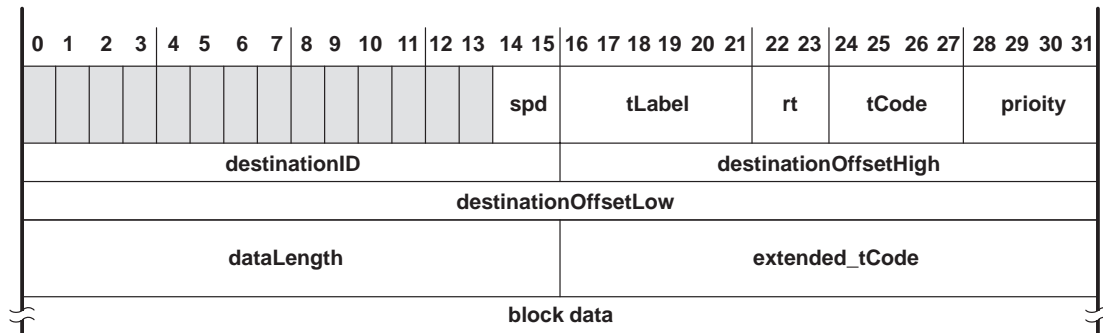 0 1 2 3 4 5 6 7 8 9 10 11 12 13 14 15 16 17 18 19 20 21 22 23 24 25 26 27 28 29 30 31
spd tLabel rt tCode prioity
destinationID destinationOffsetHigh
destinationOffsetLow
dataLength extended_tCode
block data